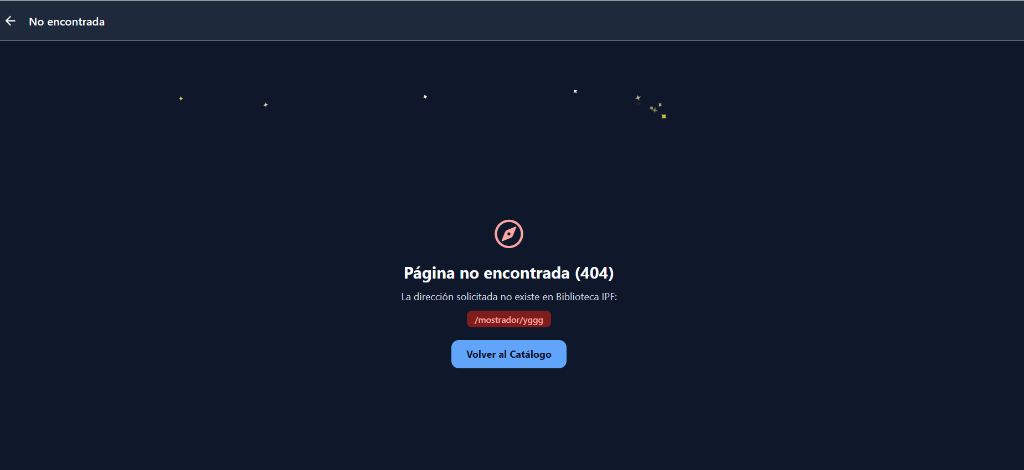 No encontrada
Página no encontrada (404)
La dirección solicitada no existe en Biblioteca IPF:
/mostrador/yggg
Volver al Catálogo